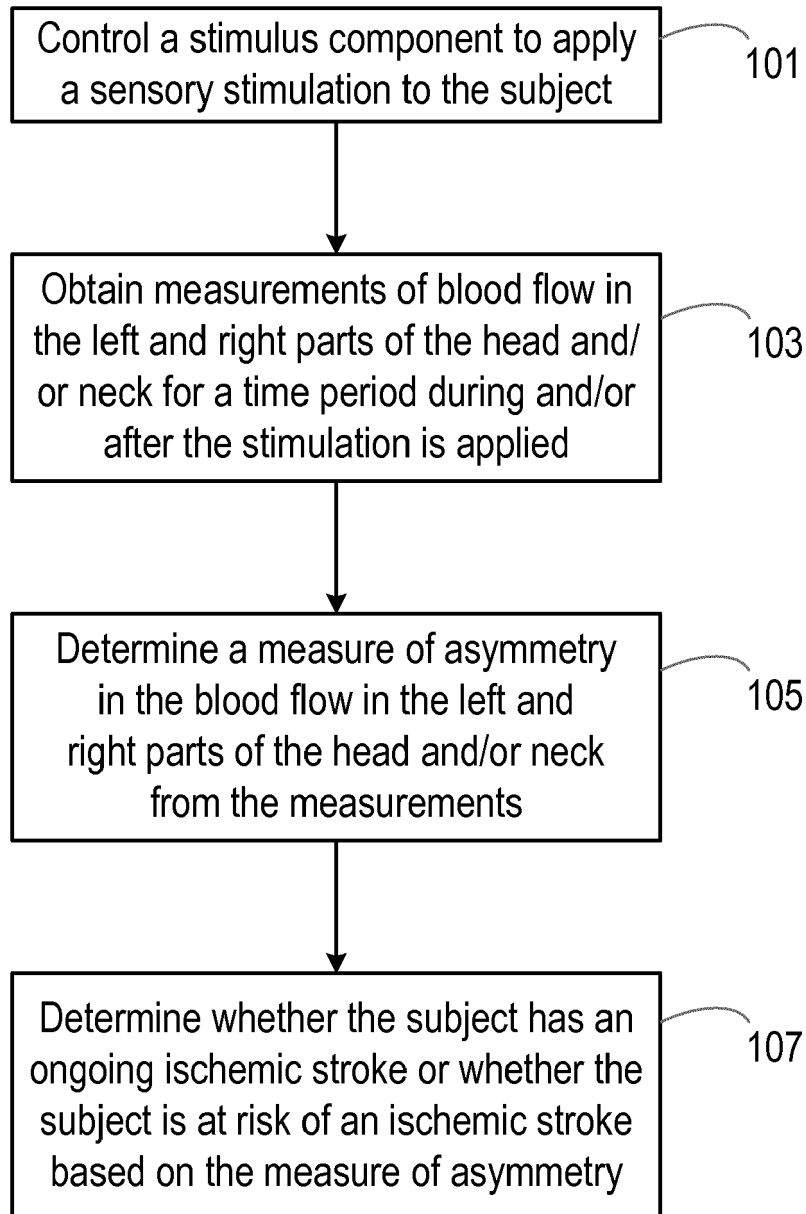 Control a stimulus component to apply
a sensory stimulation to the subject
101
Obtain measurements of blood flow in
the left and right parts of the head and/
or neck for a time period during and/or
after the stimulation is applied
103
Determine a measure of asymmetry
in the blood flow in the left and
right parts of the head and/or neck
from the measurements
105
Determine whether the subject has an
ongoing ischemic stroke or whether the
subject is at risk of an ischemic stroke
based on the measure of asymmetry
107